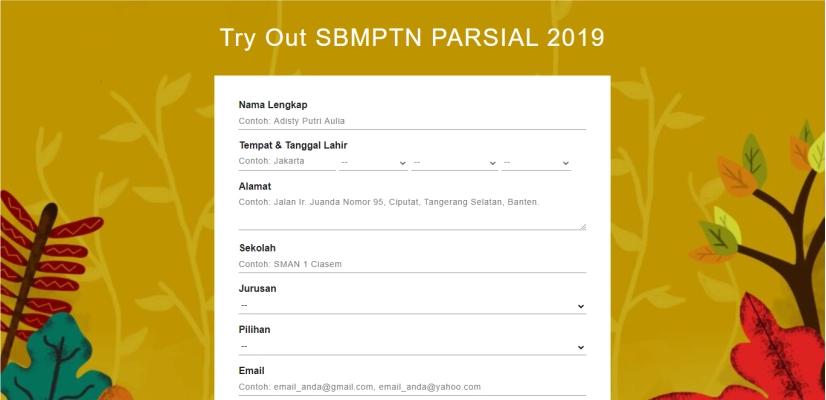 Try Out SBMPTN PARSIAL 2019
Nama Lengkap
Contoh: Adisty Putri Aulia
Tempat & Tanggal Lahir
Contoh: Jakarta -- -- --
Alamat
Contoh: Jalan Ir. Juanda Nomor 95, Ciputat, Tangerang Selatan, Banten.
Sekolah
Contoh: SMAN 1 Ciasem
Jurusan
--
Pilihan
--
Email
Contoh: email_anda@gmail.com, email_anda@yahoo.com